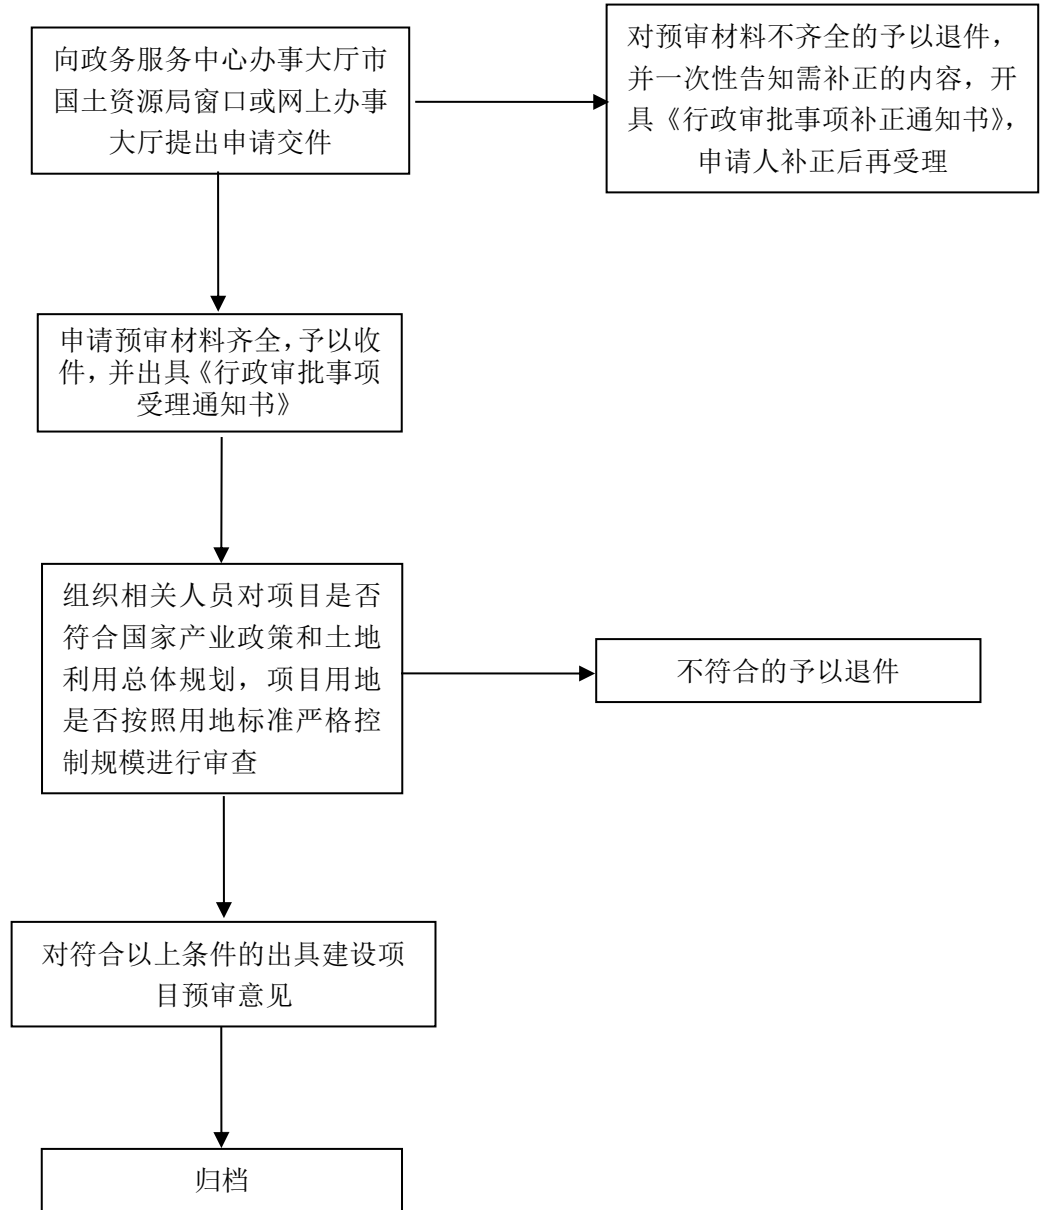 向政务服务中心办事大厅市
国土资源局窗口或网上办事
大厅提出申请交件
对预审材料不齐全的予以退件，
并一次性告知需补正的内容，开
具《行政审批事项补正通知书》，
申请人补正后再受理
申请预审材料齐全，予以收
件，并出具《行政审批事项
受理通知书》
组织相关人员对项目是否
符合国家产业政策和土地
利用总体规划，项目用地
是否按照用地标准严格控
制规模进行审查
不符合的予以退件
对符合以上条件的出具建设项
目预审意见
归档